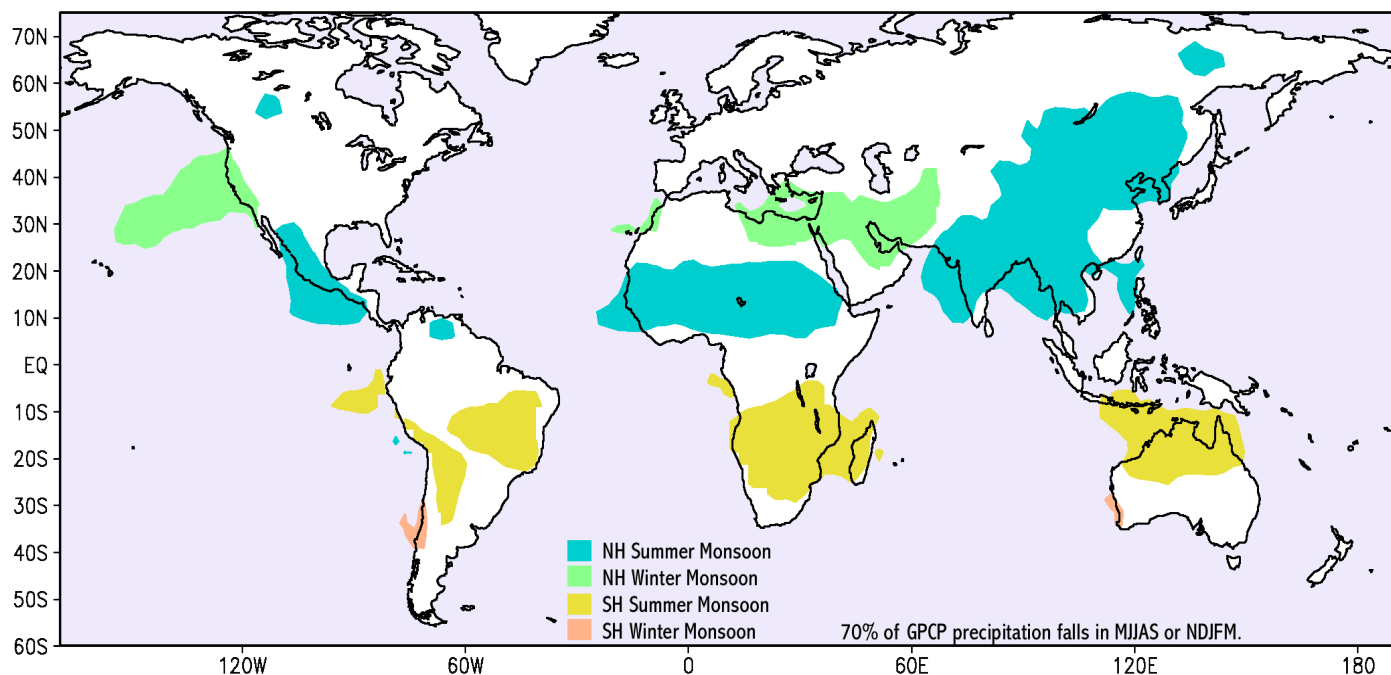 70N
60N
50N
40N
30N
20N
10N
EQ
10S
20S
30S
40S
50S
60S
NH Summer Monsoon
NH Winter Monsoon
SH Summer Monsoon
SH Winter Monsoon
70% of GPCP precipitation falls in MJJAS or NDJFM.
120W 60W 0 60E 120E 180